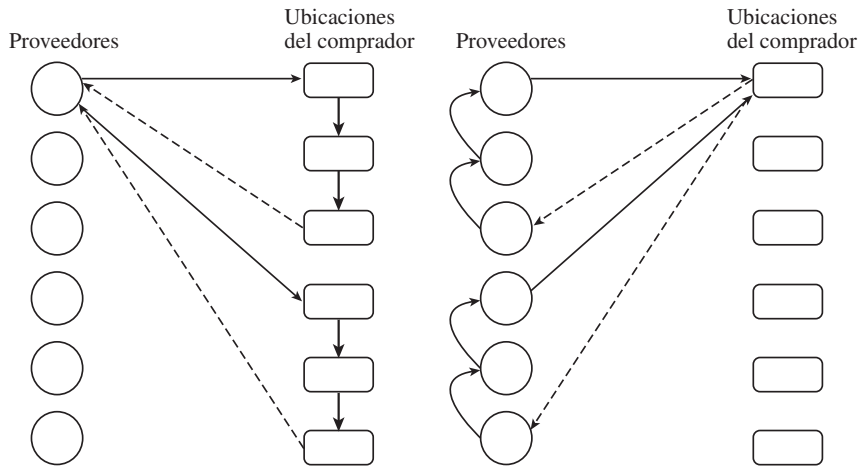 Proveedores
Ubicaciones
del comprador
Proveedores
Ubicaciones
del comprador